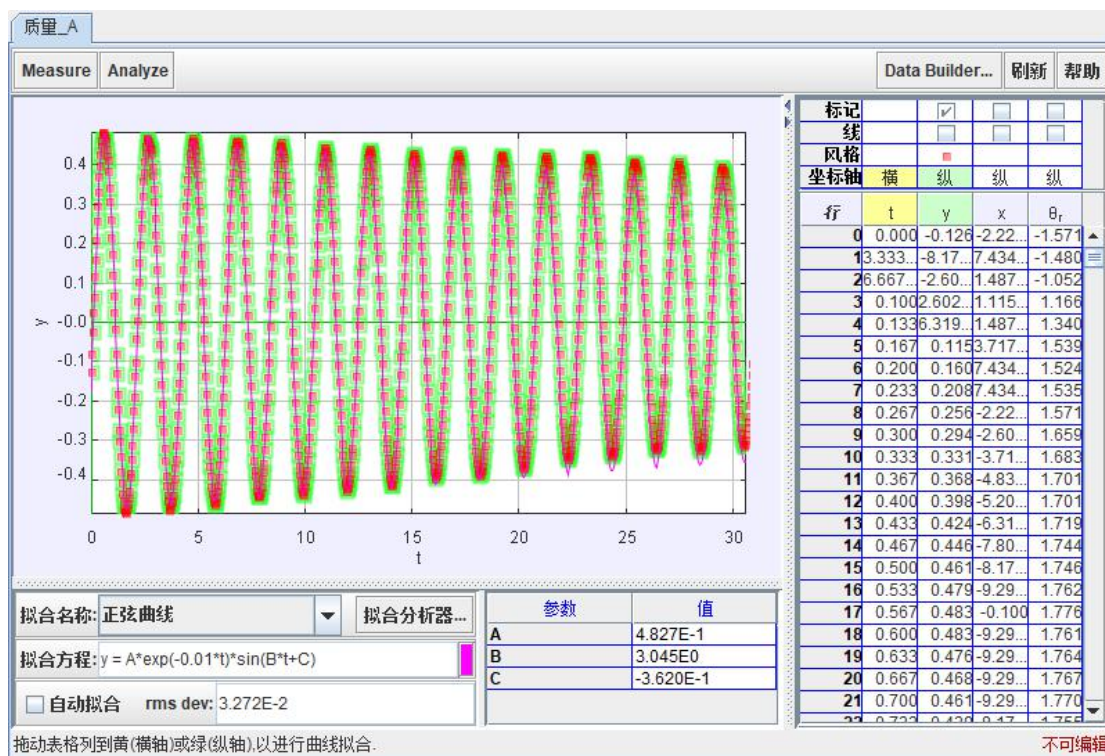 质量_A
Measure Analyze Data Builder... 刷新 帮助
标记
线
风格
坐标轴 横 纵 纵 纵
行 t y x θr
0 0.000 -0.126 -2.22... -1.571
1 3.333... -8.17... 7.434... -1.480
2 6.667... -2.60... 1.487... -1.052
3 0.100 2.602... 1.115... 1.166
4 0.133 6.319... 1.487... 1.340
5 0.167 0.115 3.717... 1.539
6 0.200 0.160 7.434... 1.524
7 0.233 0.208 7.434... 1.535
8 0.267 0.256 -2.22... 1.571
9 0.300 0.294 -2.60... 1.659
10 0.333 0.331 -3.71... 1.683
11 0.367 0.368 -4.83... 1.701
12 0.400 0.398 -5.20... 1.701
13 0.433 0.424 -6.31... 1.719
14 0.467 0.446 -7.80... 1.744
15 0.500 0.461 -8.17... 1.746
16 0.533 0.479 -9.29... 1.762
17 0.567 0.483 -0.100 1.776
18 0.600 0.483 -9.29... 1.761
19 0.633 0.476 -9.29... 1.764
20 0.667 0.468 -9.29... 1.767
21 0.700 0.461 -9.29... 1.770
0.4
0.3
0.2
0.1
y -0.0
-0.1
-0.2
-0.3
-0.4
0 5 10 15 20 25 30
t
拟合名称: 正弦曲线 拟合分析器...
拟合方程: y = A*exp(-0.01*t)*sin(B*t+C)
自动拟合 rms dev: 3.272E-2
参数 值
A 4.827E-1
B 3.045E0
C -3.620E-1
拖动表格列到黄(横轴)或绿(纵轴),以进行曲线拟合. 不可编辑